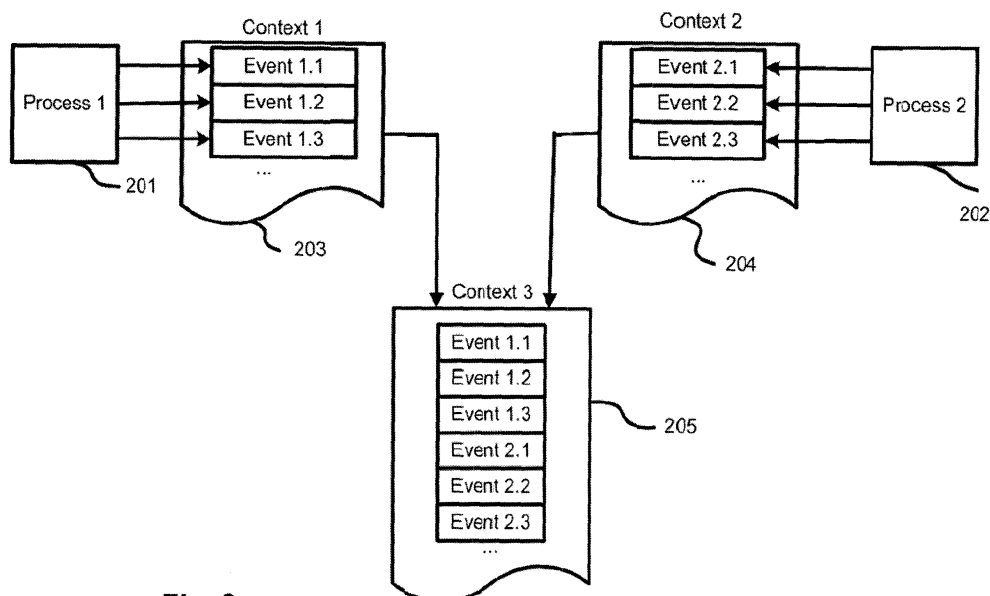 Context 1
Process 1
Event 1.1
Event 1.2
Event 1.3
...
201
203
Context 2
Event 2.1
Event 2.2
Event 2.3
...
Process 2
202
204
Context 3
Event 1.1
Event 1.2
Event 1.3
Event 2.1
Event 2.2
Event 2.3
...
205